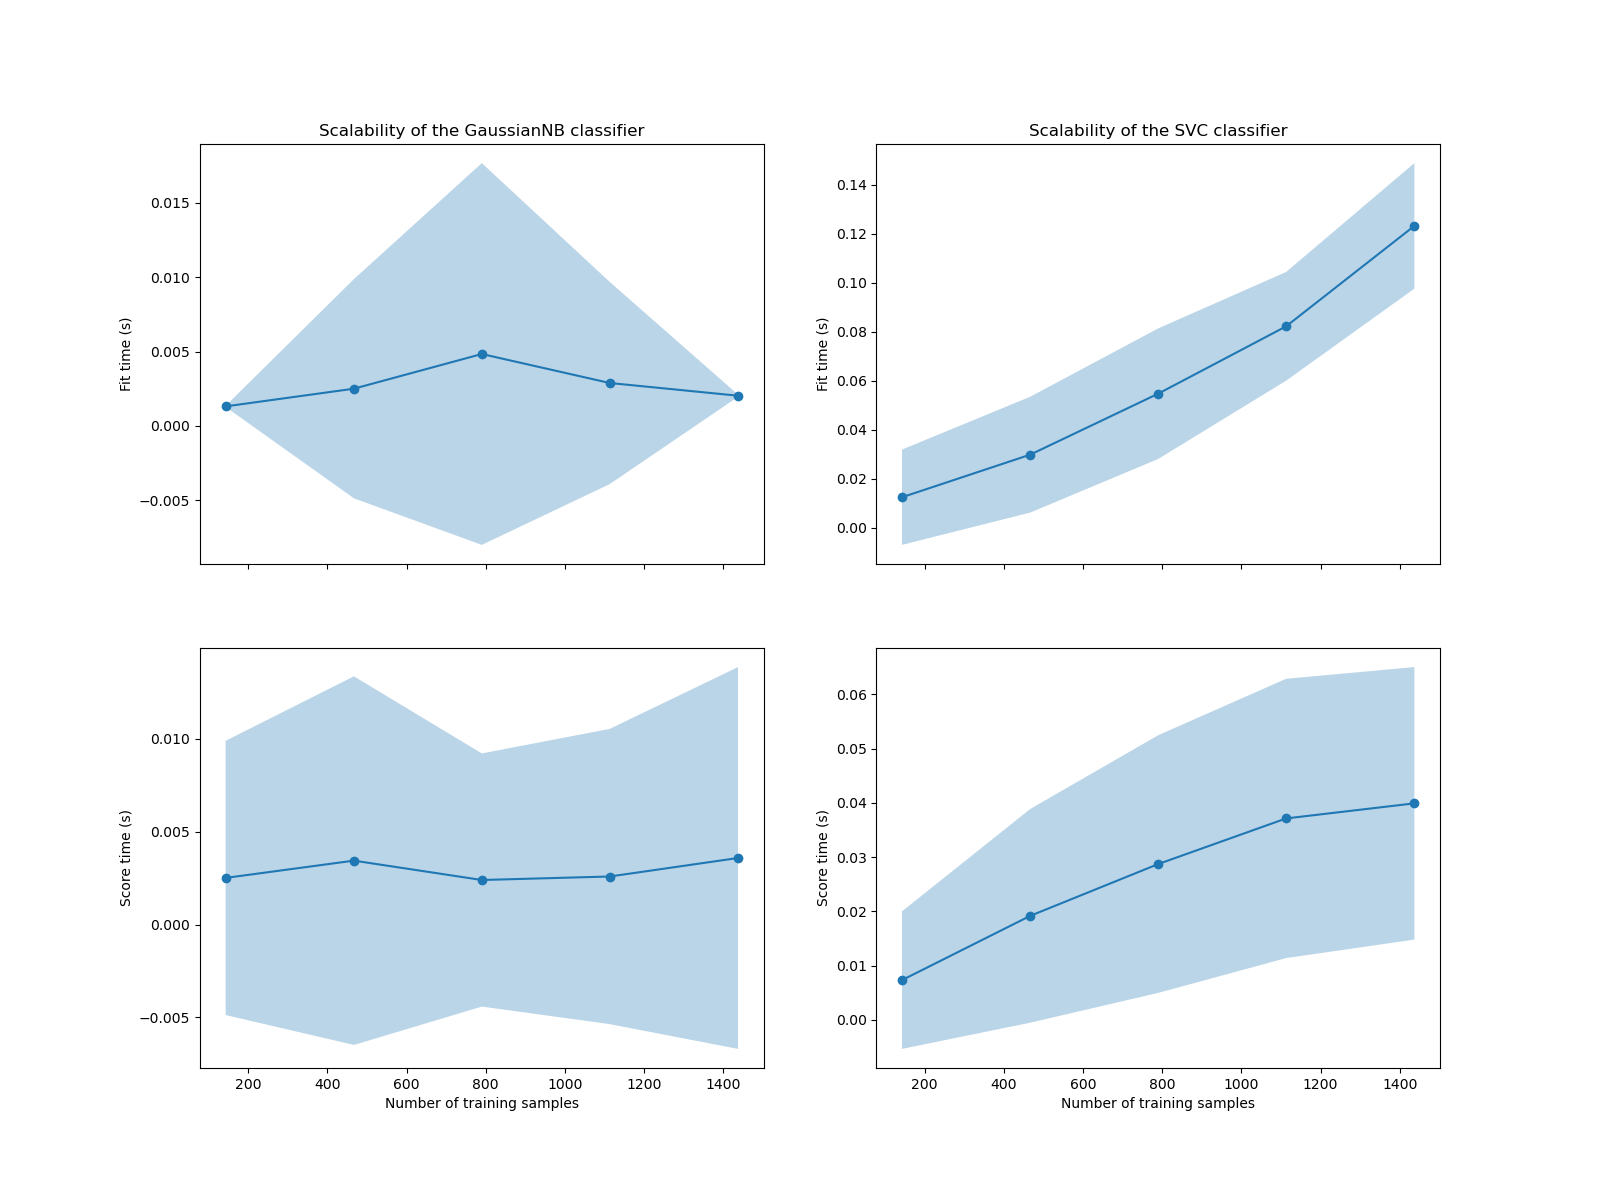 Scalability of the GaussianNB classifier
Fit time (s)
0.015
0.010
0.005
0.000
−0.005
Scalability of the SVC classifier
Fit time (s)
0.14
0.12
0.10
0.08
0.06
0.04
0.02
0.00
Score time (s)
0.010
0.005
0.000
−0.005
200 400 600 800 1000 1200 1400
Number of training samples
Score time (s)
0.06
0.05
0.04
0.03
0.02
0.01
0.00
200 400 600 800 1000 1200 1400
Number of training samples